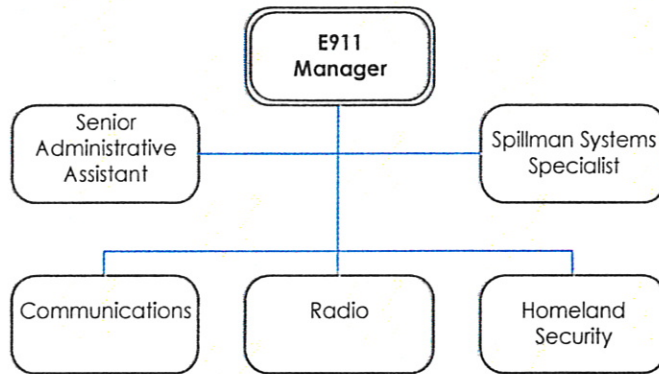 E911
Manager
Senior
Administrative
Assistant
Spillman Systems
Specialist
Communications
Radio
Homeland
Security